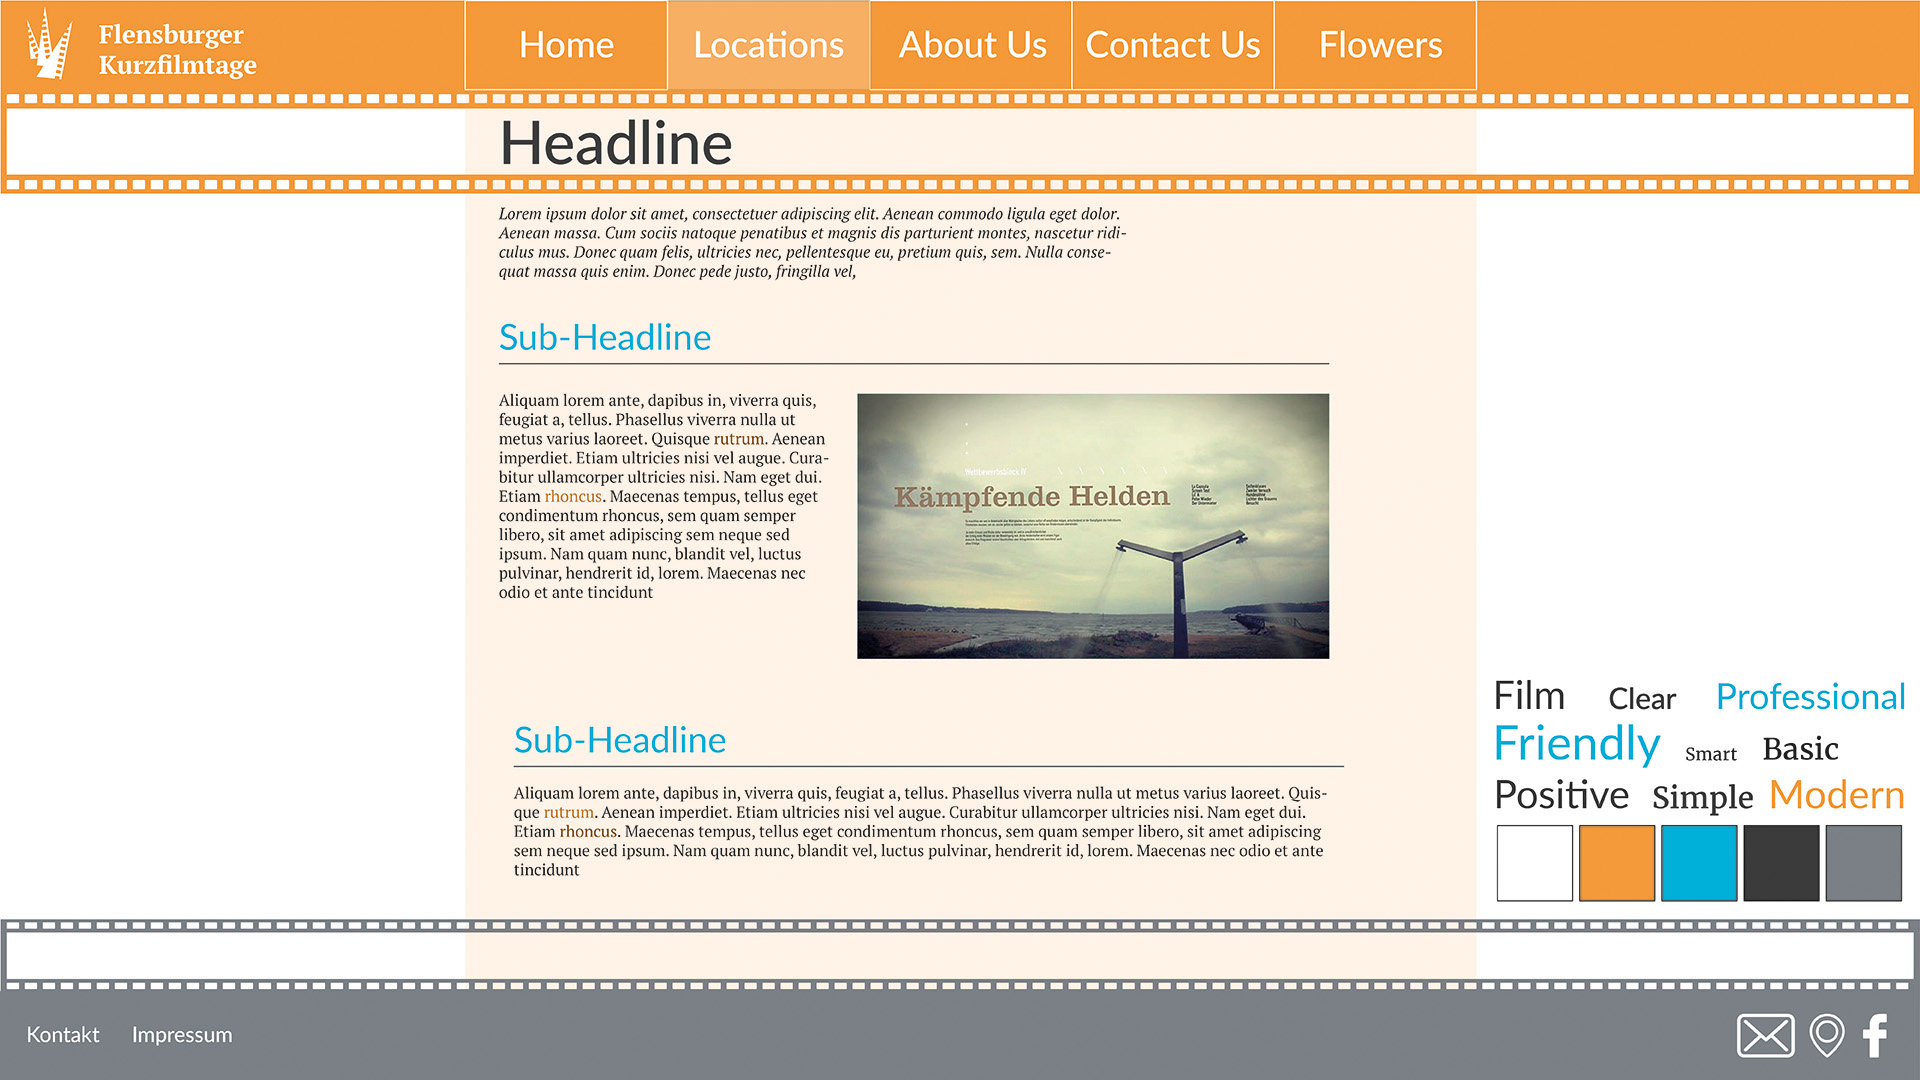 Flensburger
Kurzfilmtage
Home
Locations
About Us
Contact Us
Flowers
Headline
Lorem ipsum dolor sit amet, consectetuer adipiscing elit. Aenean commodo ligula eget dolor.
Aenean massa. Cum sociis natoque penatibus et magnis dis parturient montes, nascetur ridi-
culus mus. Donec quam felis, ultricies nec, pellentesque eu, pretium quis, sem. Nulla conse-
quat massa quis enim. Donec pede justo, fringilla vel,
Sub-Headline
Aliquam lorem ante, dapibus in, viverra quis,
feugiat a, tellus. Phasellus viverra nulla ut
metus varius laoreet. Quisque rutrum. Aenean
imperdiet. Etiam ultricies nisi vel augue. Cura-
bitur ullamcorper ultricies nisi. Nam eget dui.
Etiam rhoncus. Maecenas tempus, tellus eget
condimentum rhoncus, sem quam semper
libero, sit amet adipiscing sem neque sed
ipsum. Nam quam nunc, blandit vel, luctus
pulvinar, hendrerit id, lorem. Maecenas nec
odio et ante tincidunt
Kämpfende Helden
Sub-Headline
Aliquam lorem ante, dapibus in, viverra quis, feugiat a, tellus. Phasellus viverra nulla ut metus varius laoreet. Quis-
que rutrum. Aenean imperdiet. Etiam ultricies nisi vel augue. Curabitur ullamcorper ultricies nisi. Nam eget dui.
Etiam rhoncus. Maecenas tempus, tellus eget condimentum rhoncus, sem quam semper libero, sit amet adipiscing
sem neque sed ipsum. Nam quam nunc, blandit vel, luctus pulvinar, hendrerit id, lorem. Maecenas nec odio et ante
tincidunt
Film Clear Professional
Friendly Smart Basic
Positive Simple Modern
Kontakt Impressum